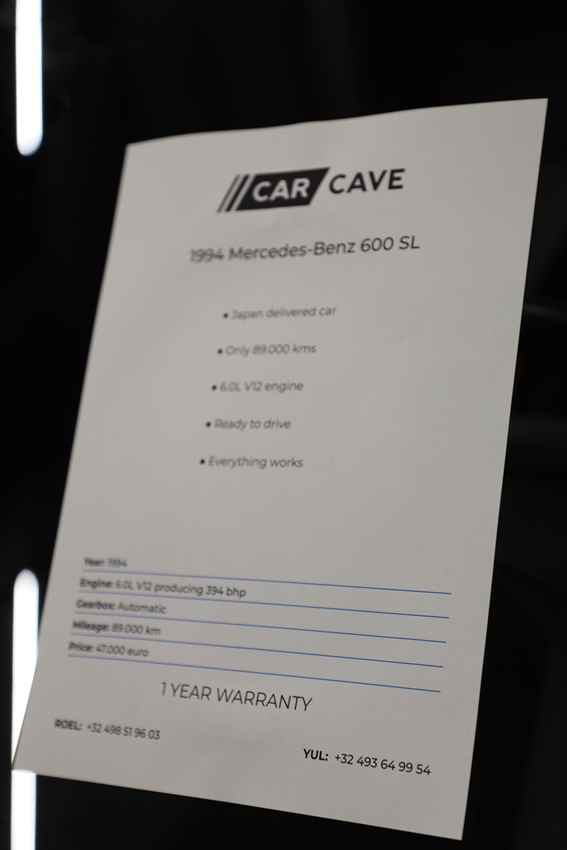 CAR CAVE
1994 Mercedes-Benz 600 SL
• Japan delivered car
• Only 89.000 kms
• 6.0L V12 engine
• Ready to drive
• Everything works
Year: 1994
Engine: 6.0L V12 producing 394 bhp
Gearbox: Automatic
Mileage: 89.000 km
Price: 47.000 euro
1 YEAR WARRANTY
ROEL: +32 498 51 96 03
YUL: +32 493 64 99 54